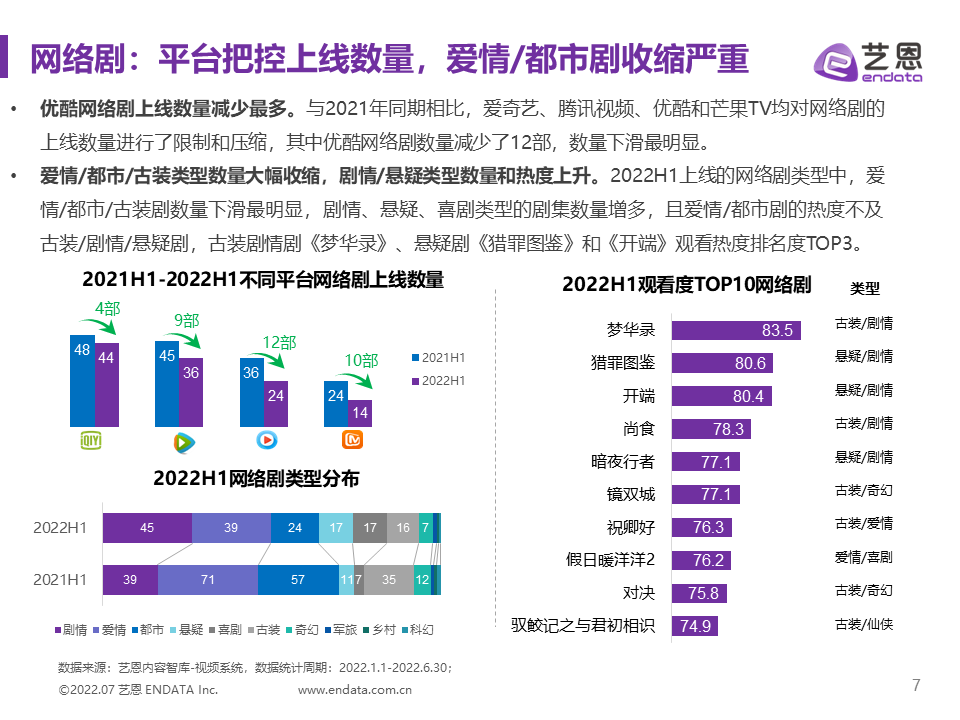 网络剧：平台把控上线数量，爱情/都市剧收缩严重
艺恩
endata
• 优酷网络剧上线数量减少最多。与2021年同期相比，爱奇艺、腾讯视频、优酷和芒果TV均对网络剧的
上线数量进行了限制和压缩，其中优酷网络剧数量减少了12部，数量下滑最明显。
• 爱情/都市/古装类型数量大幅收缩，剧情/悬疑类型数量和热度上升。2022H1上线的网络剧类型中，爱
情/都市/古装剧数量下滑最明显，剧情、悬疑、喜剧类型的剧集数量增多，且爱情/都市剧的热度不及
古装/剧情/悬疑剧，古装剧情剧《梦华录》、悬疑剧《猎罪图鉴》和《开端》观看热度排名度TOP3。
2021H1-2022H1不同平台网络剧上线数量
4部
9部
12部
10部
48 44
45 36
36 24
24 14
2021H1
2022H1
QIY
2022H1网络剧类型分布
2022H1 45 39 24 17 17 16 7
2021H1 39 71 57 11 7 35 12
剧情 爱情 都市 悬疑 喜剧 古装 奇幻 军旅 乡村 科幻
2022H1观看度TOP10网络剧 类型
梦华录 83.5 古装/剧情
猎罪图鉴 80.6 悬疑/剧情
开端 80.4 悬疑/剧情
尚食 78.3 古装/剧情
暗夜行者 77.1 悬疑/剧情
镜双城 77.1 古装/奇幻
祝卿好 76.3 古装/爱情
假日暖洋洋2 76.2 爱情/喜剧
对决 75.8 古装/奇幻
驭鲛记之与君初相识 74.9 古装/仙侠
数据来源：艺恩内容智库-视频系统，数据统计周期：2022.1.1-2022.6.30；
©2022.07 艺恩 ENDATA Inc. www.endata.com.cn
7